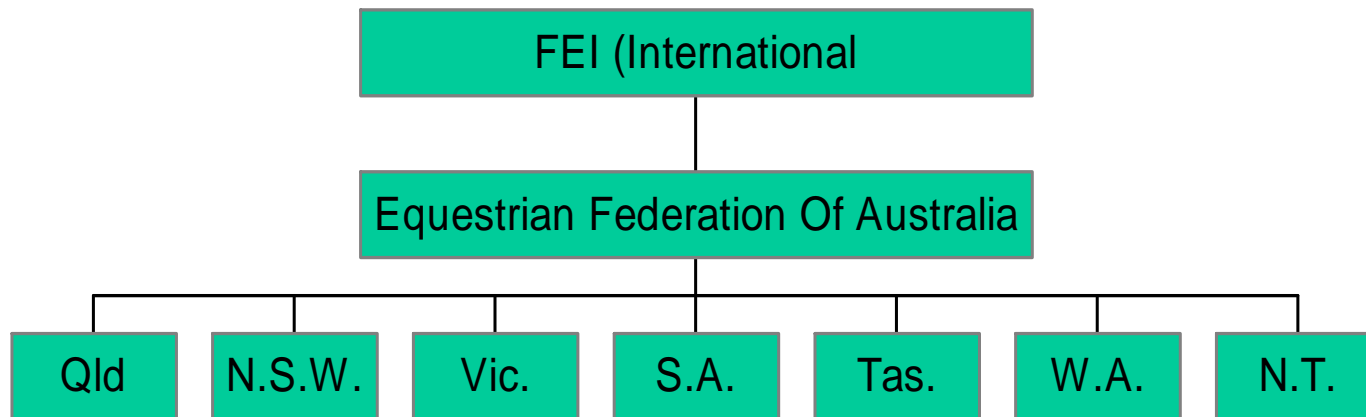 FEI (International
Equestrian Federation Of Australia
Qld
N.S.W.
Vic.
S.A.
Tas.
W.A.
N.T.